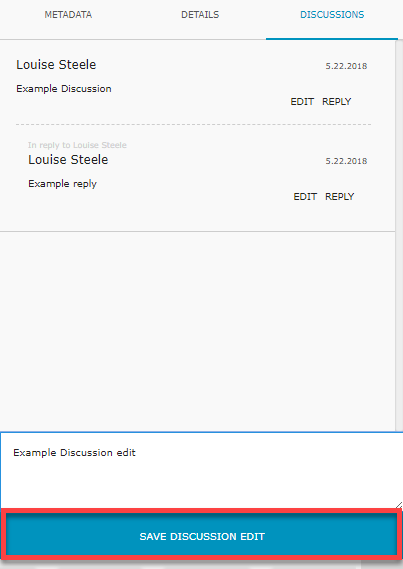 METADATA DETAILS DISCUSSIONS
Louise Steele 5.22.2018
Example Discussion
EDIT REPLY
In reply to Louise Steele
Louise Steele 5.22.2018
Example reply
EDIT REPLY
Example Discussion edit
SAVE DISCUSSION EDIT